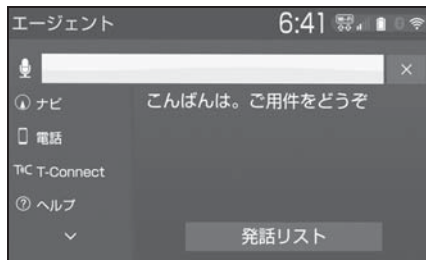 エージェント 6:41
こんばんは。ご用件をどうぞ
ナビ
電話
T-Connect
ヘルプ
発話リスト